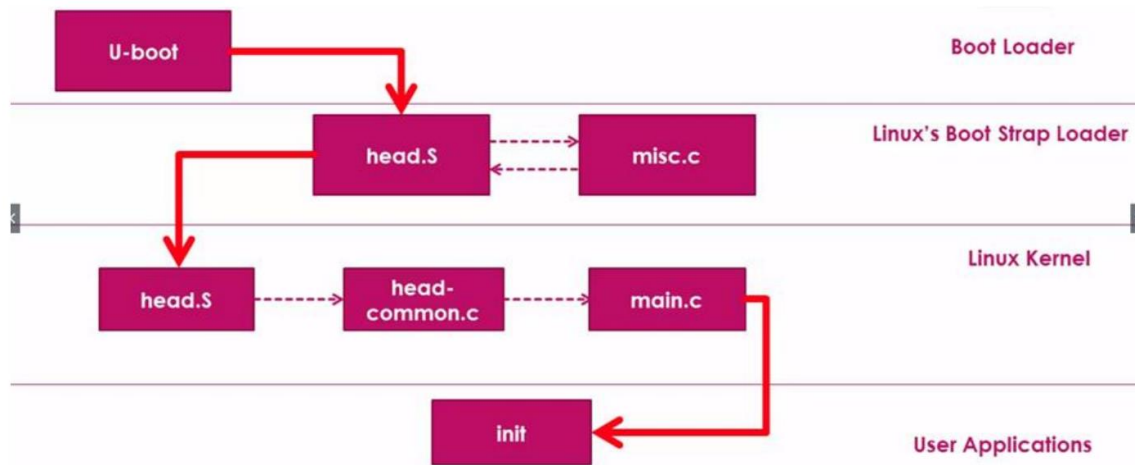 U-boot
Boot Loader
head.S
misc.c
Linux's Boot Strap Loader
Linux Kernel
head.S
head-
common.c
main.c
init
User Applications